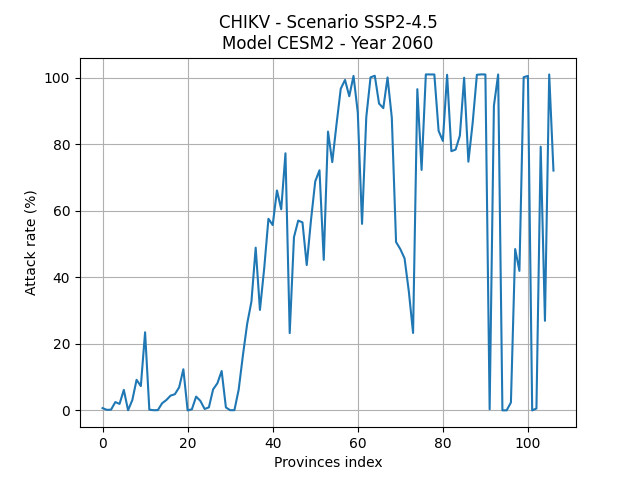 CHIKV - Scenario SSP2-4.5
Model CESM2 - Year 2060
Attack rate (%)
100
80
60
40
20
0
0 20 40 60 80 100
Provinces index